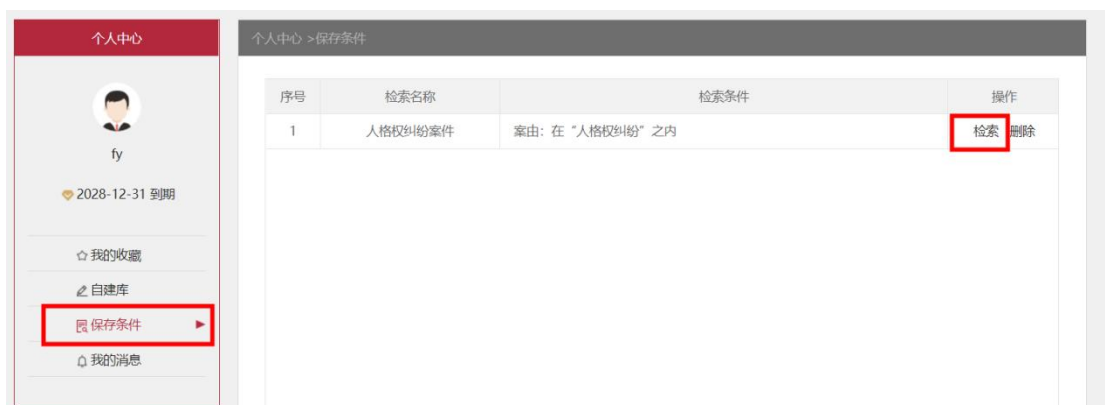 个人中心
个人中心 >保存条件
序号 检索名称 检索条件 操作
1 人格权纠纷案件 案由：在“人格权纠纷”之内 检索 删除
fy
2028-12-31 到期
我的收藏
自建库
保存条件
我的消息